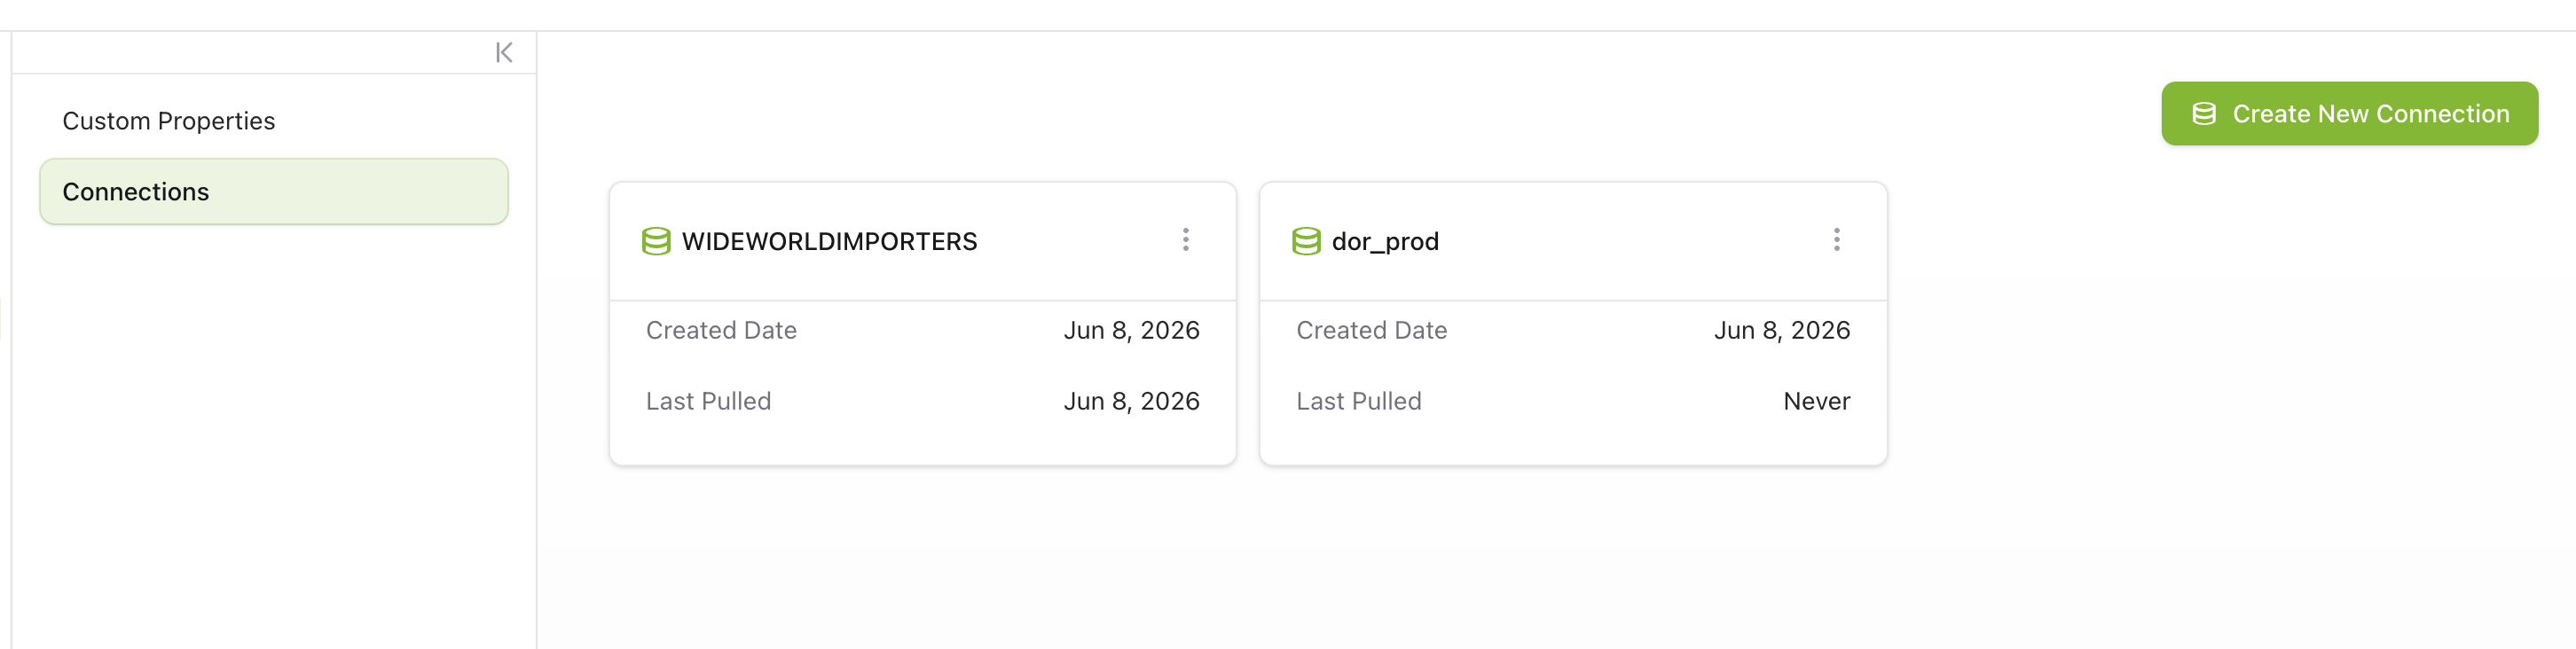 Custom Properties
Connections
Create New Connection
WIDEWORLDIMPORTERS
Created Date Jun 8, 2026
Last Pulled Jun 8, 2026
dor_prod
Created Date Jun 8, 2026
Last Pulled Never